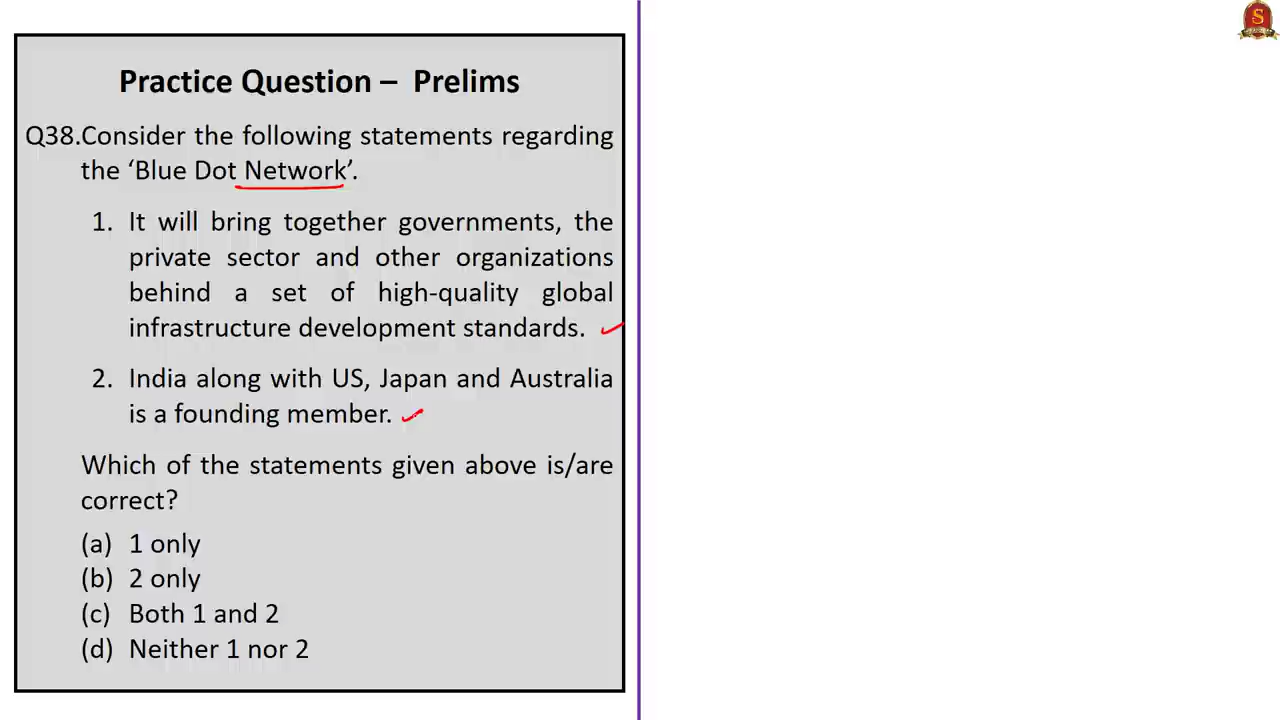 Practice Question – Prelims
Q38.Consider the following statements regarding
the ‘Blue Dot Network’.
1. It will bring together governments, the
private sector and other organizations
behind a set of high-quality global
infrastructure development standards.
2. India along with US, Japan and Australia
is a founding member.
Which of the statements given above is/are
correct?
(a) 1 only
(b) 2 only
(c) Both 1 and 2
(d) Neither 1 nor 2
S